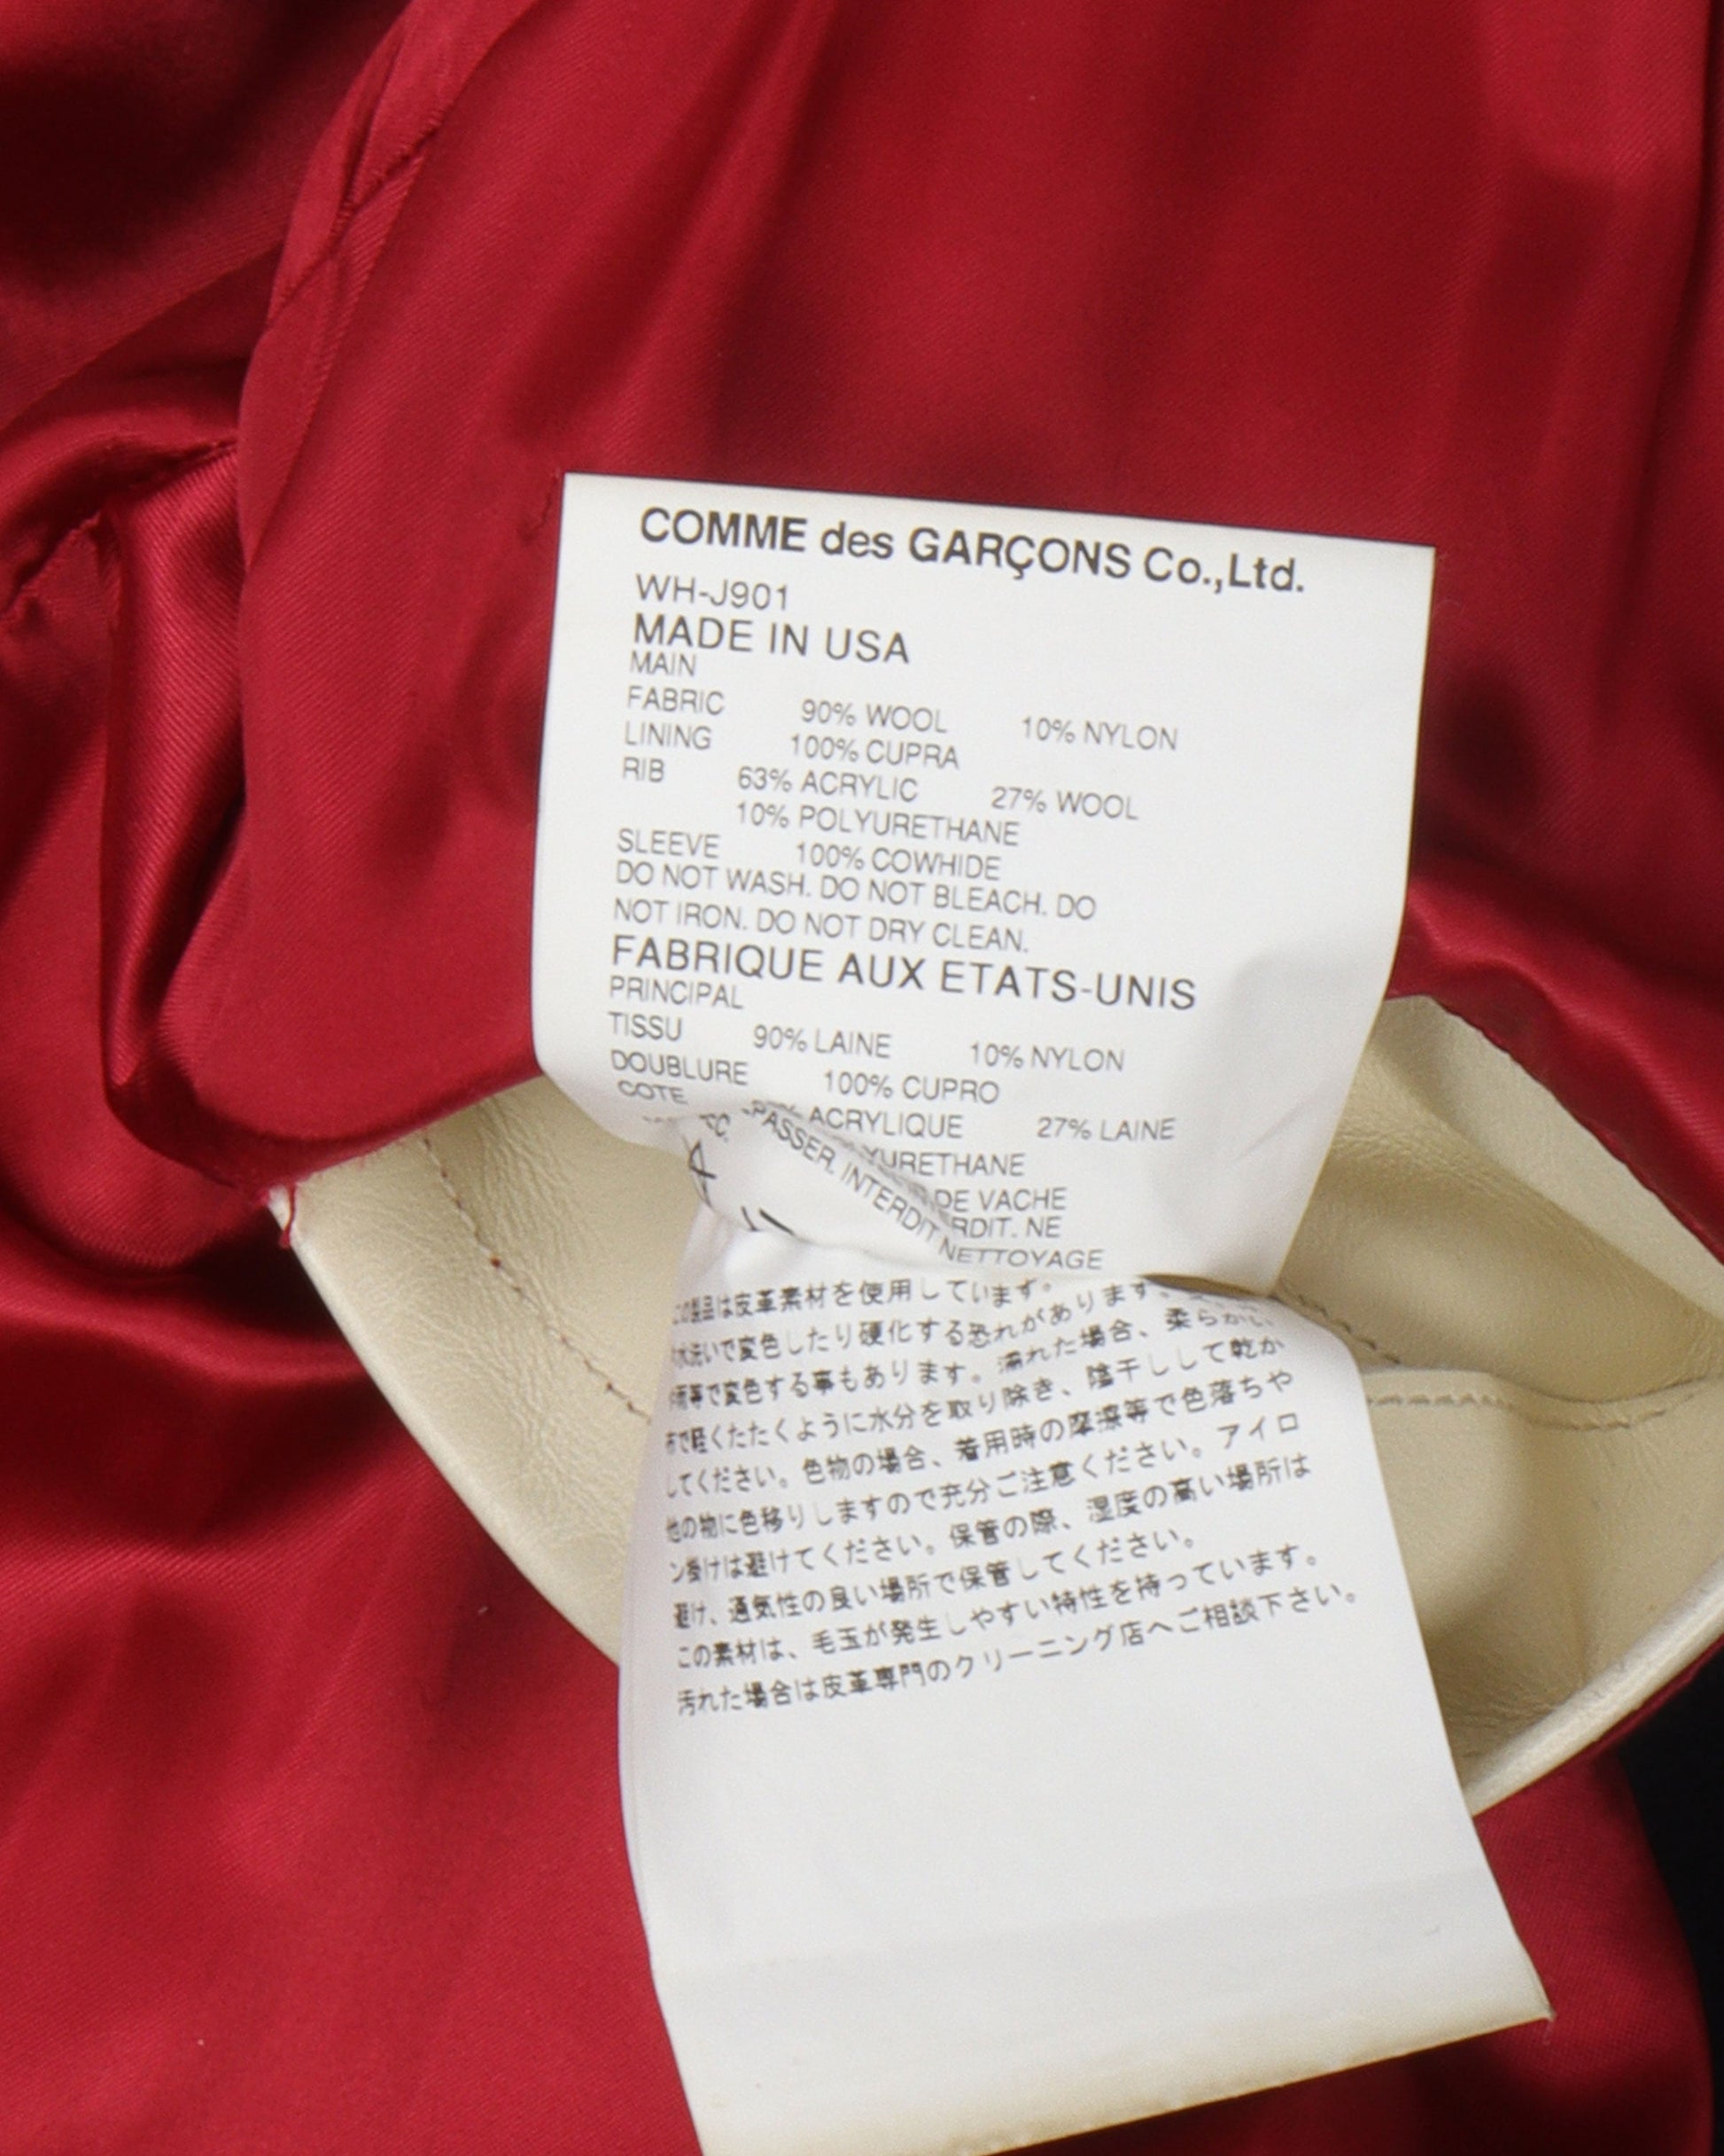 COMME des GARÇONS Co.,Ltd.
WH-J901
MADE IN USA
MAIN
FABRIC 90% WOOL 10% NYLON
LINING 100% CUPRA
RIB 63% ACRYLIC 27% WOOL
10% POLYURETHANE
SLEEVE 100% COWHIDE
DO NOT WASH. DO NOT BLEACH. DO
NOT IRON. DO NOT DRY CLEAN.
FABRIQUE AUX ETATS-UNIS
PRINCIPAL
TISSU 90% LAINE 10% NYLON
DOUBLURE 100% CUPRO
COTE ACRYLIQUE 27% LAINE
YURETHANE
DE VACHE
RDIT. NE
NETTOYAGE
PASSER. INTERDIT
この製品は皮革素材を使用しています。
水洗いで変色したり硬化する恐れがあります。
雨等で変色する事もあります。濡れた場合、柔らかい
布で軽くたたくように水分を取り除き、陰干しして乾か
してください。色物の場合、着用時の摩擦等で色落ちや
他の物に色移りしますので充分ご注意ください。アイロ
ン掛けは避けてください。保管の際、湿度の高い場所は
避け、通気性の良い場所で保管してください。
この素材は、毛玉が発生しやすい特性を持っています。
汚れた場合は皮革専門のクリーニング店へご相談下さい。